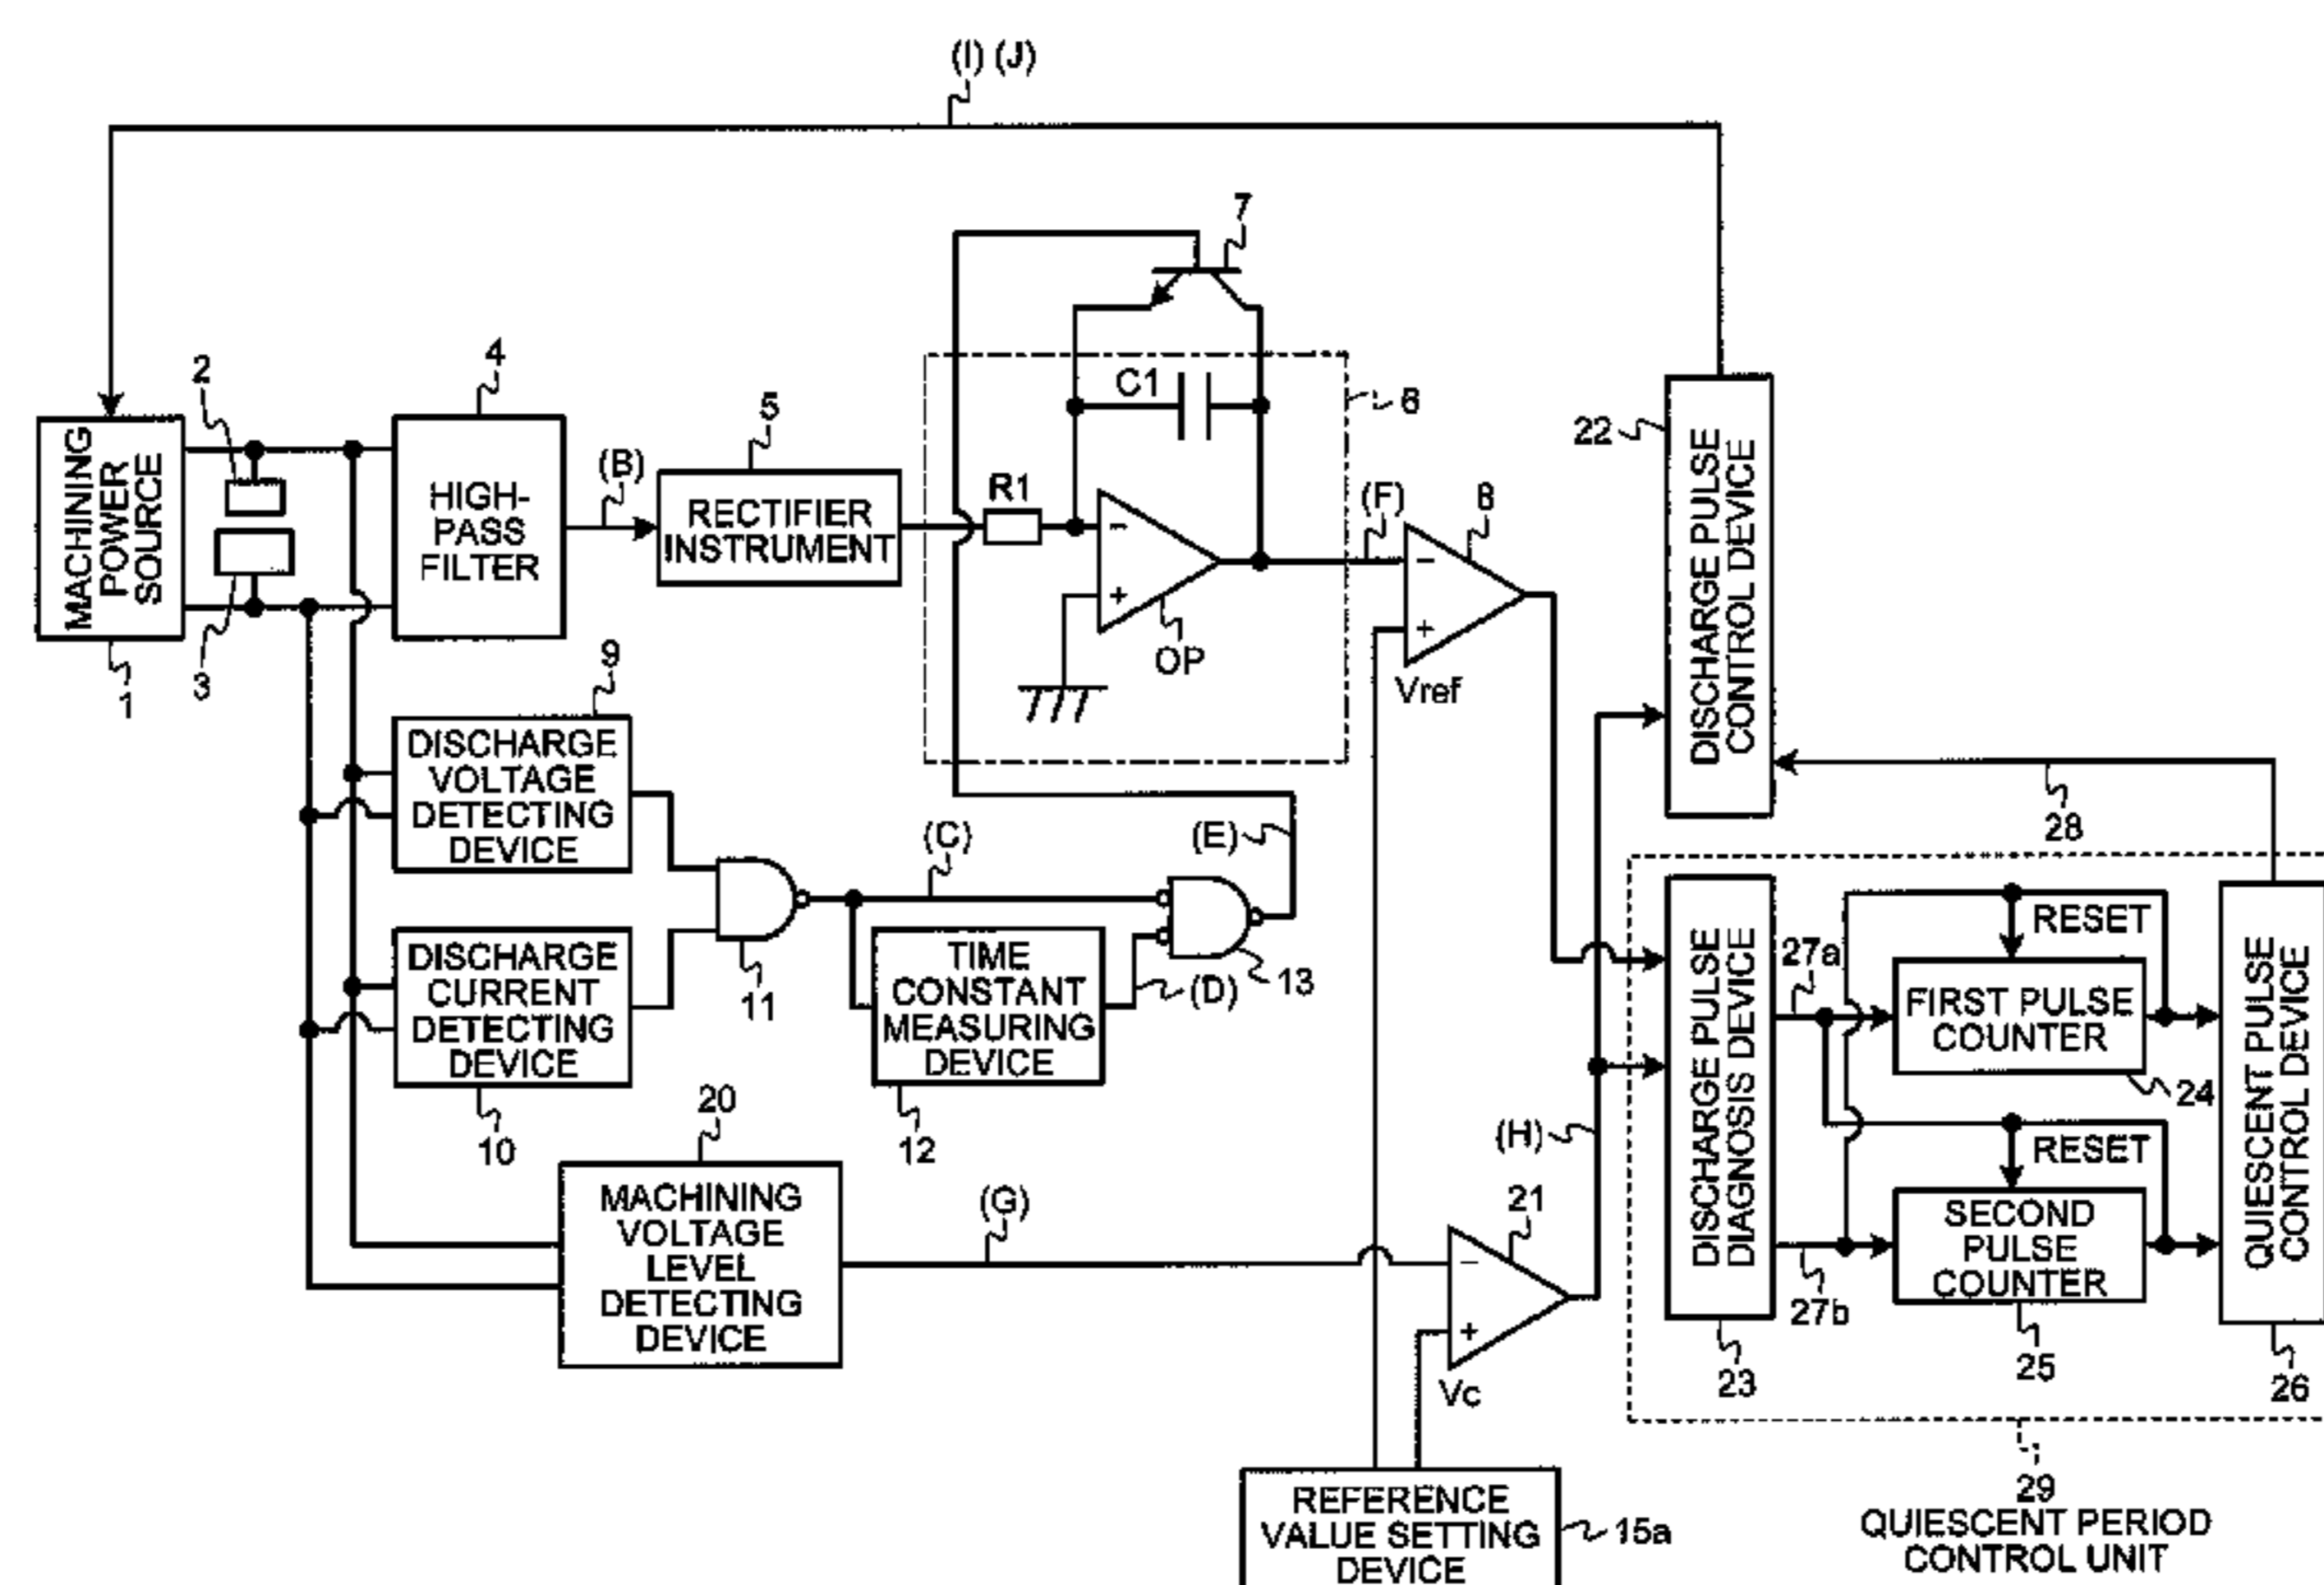 (I) (J)
7
2
4
5
C1
6
22
MACHINING
POWER
SOURCE
HIGH-
PASS
FILTER
(B)
RECTIFIER
INSTRUMENT
R1
−
+
OP
(F)
8
−
+
Vref
DISCHARGE PULSE
CONTROL DEVICE
1
3
9
DISCHARGE
VOLTAGE
DETECTING
DEVICE
(C)
(E)
28
DISCHARGE
CURRENT
DETECTING
DEVICE
10
11
TIME
CONSTANT
MEASURING
DEVICE
12
(D)
13
DISCHARGE PULSE
DIAGNOSIS DEVICE
23
27a
RESET
FIRST PULSE
COUNTER
24
RESET
SECOND
PULSE
COUNTER
25
27b
QUIESCENT PULSE
CONTROL DEVICE
26
20
MACHINING
VOLTAGE
LEVEL
DETECTING
DEVICE
(G)
(H)
21
−
+
Vc
REFERENCE
VALUE SETTING
DEVICE
15a
29
QUIESCENT PERIOD
CONTROL UNIT